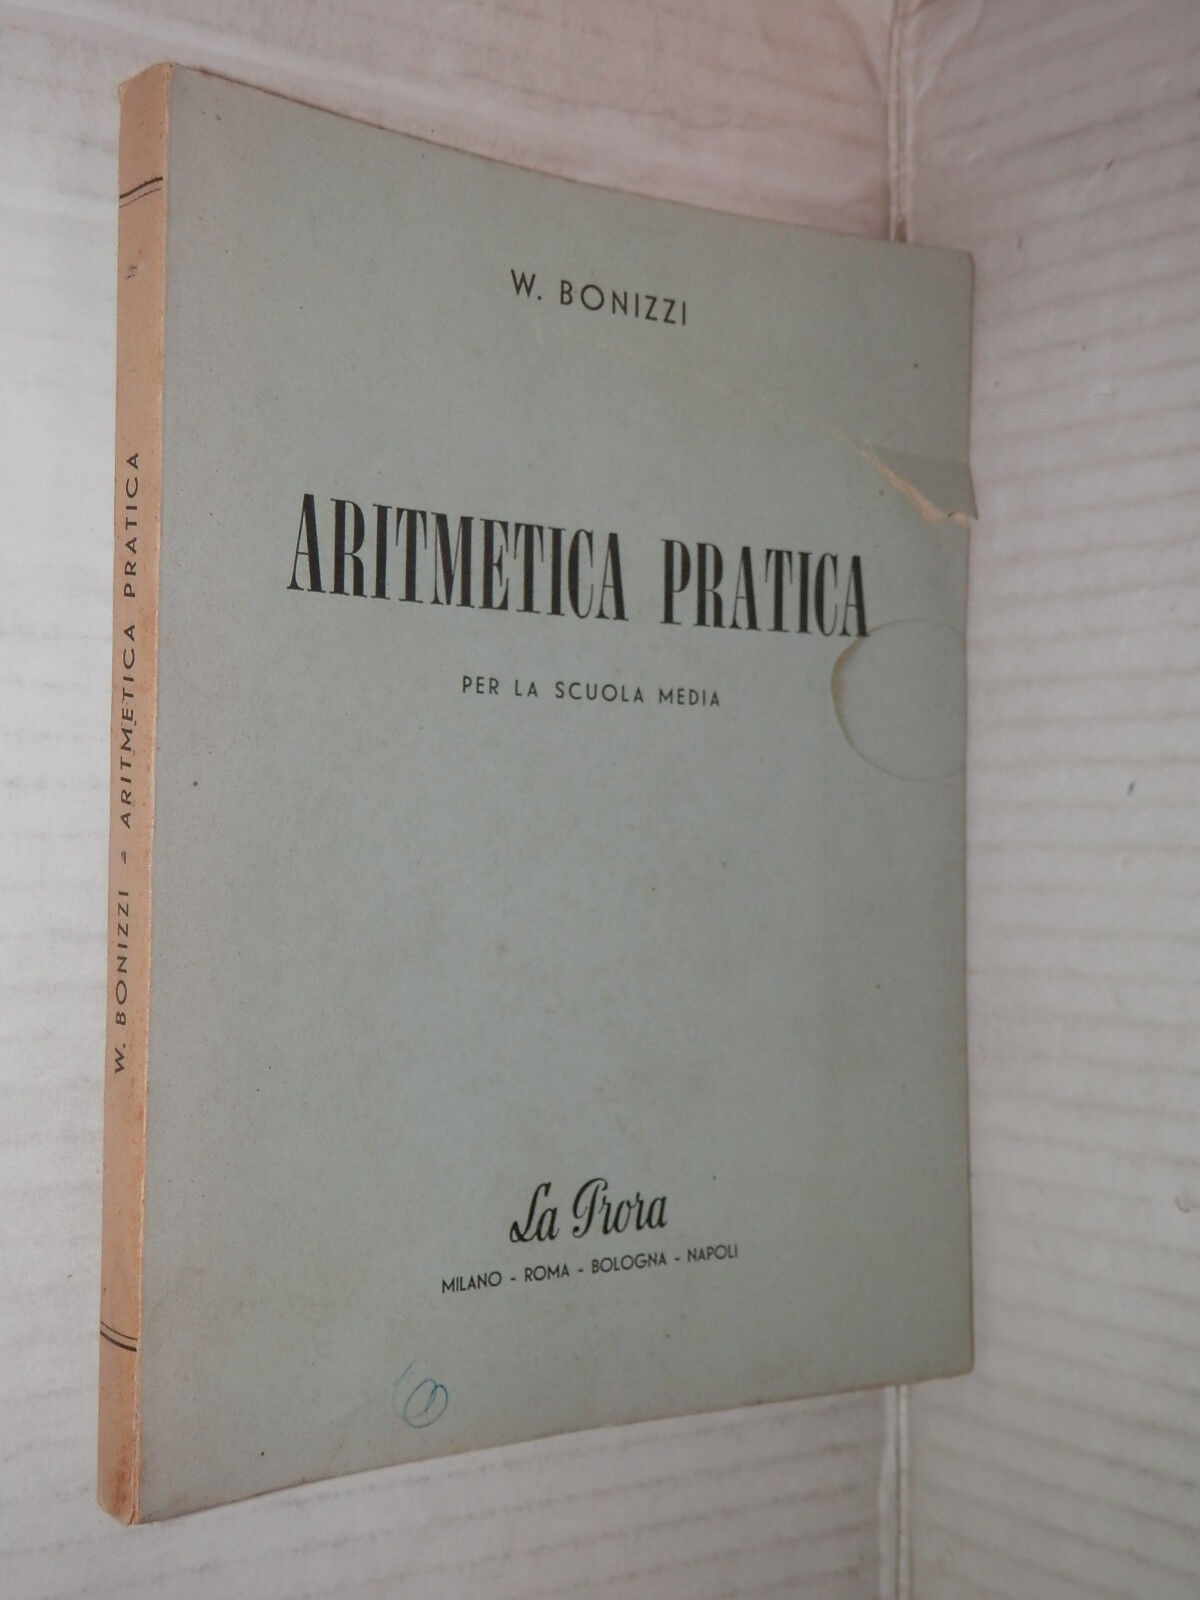 W. BONIZZI
ARITMETICA PRATICA
PER LA SCUOLA MEDIA
La Prora
MILANO - ROMA - BOLOGNA - NAPOLI
W. BONIZZI - ARITMETICA PRATICA